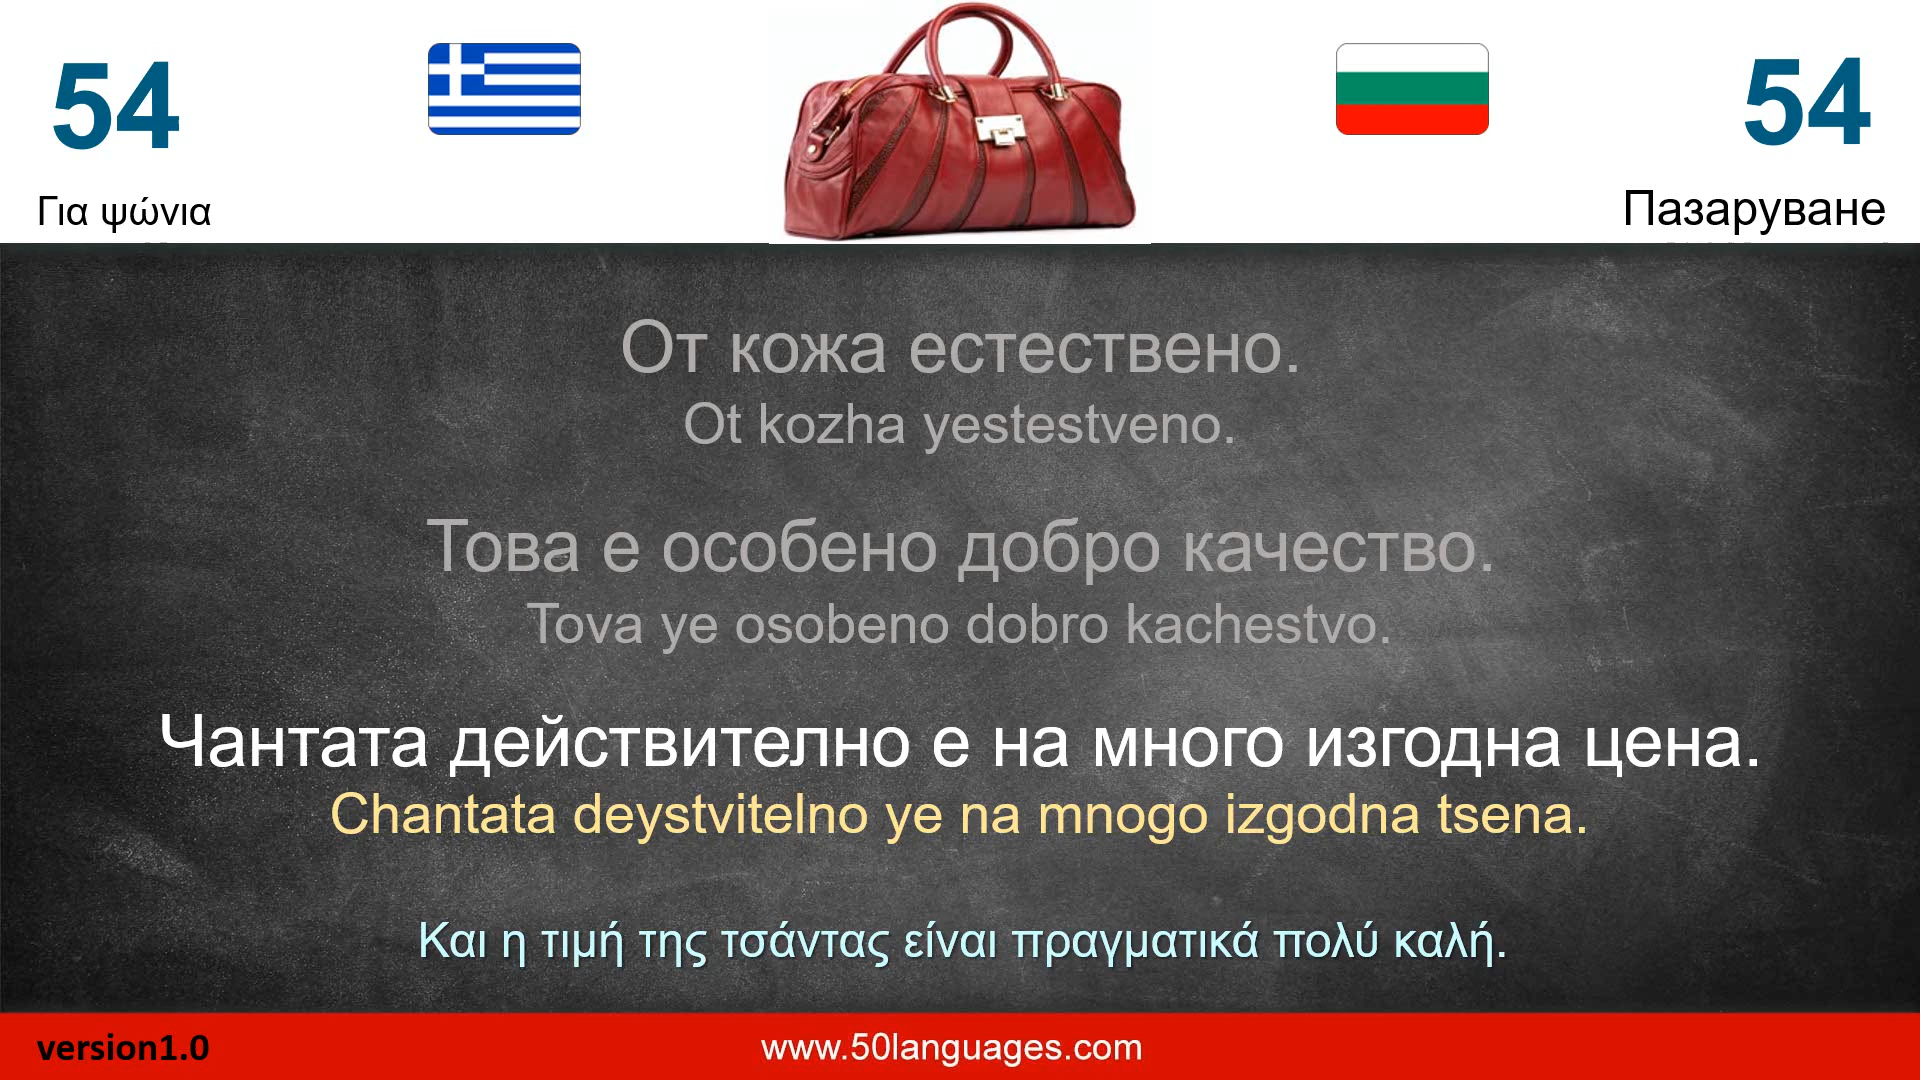 54
54
Για ψώνια
Пазаруване
От кожа естествено.
Ot kozha yestestveno.
Това е особено добро качество.
Tova ye osobeno dobro kachestvo.
Чантата действително е на много изгодна цена.
Chantata deystvitelno ye na mnogo izgodna tsena.
Και η τιμή της τσάντας είναι πραγματικά πολύ καλή.
version1.0
www.50languages.com